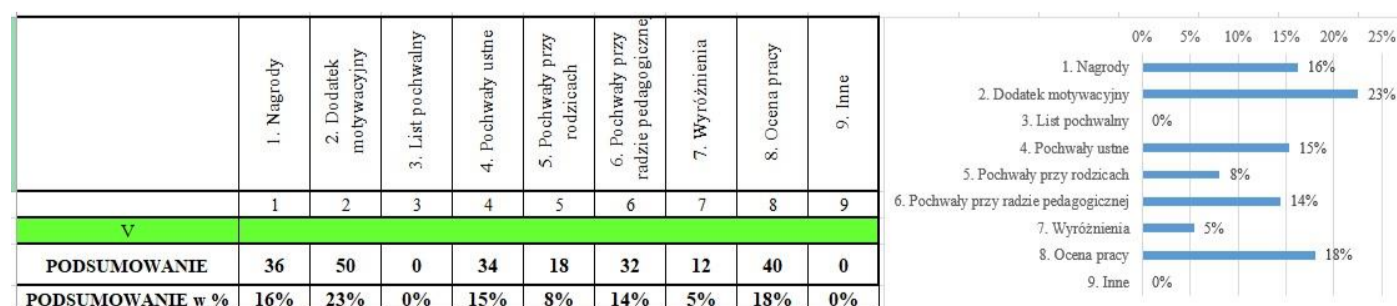 1. Nagrody
2. Dodatek
motywacyjny
3. List pochwalny
4. Pochwały ustne
5. Pochwały przy
rodzicach
6. Pochwały przy
radzie pedagogicznej
7. Wyróżnienia
8. Ocena pracy
9. Inne
1 2 3 4 5 6 7 8 9
V
PODSUMOWANIE 36 50 0 34 18 32 12 40 0
PODSUMOWANIE w % 16% 23% 0% 15% 8% 14% 5% 18% 0%
0% 5% 10% 15% 20% 25%
1. Nagrody 16%
2. Dodatek motywacyjny 23%
3. List pochwalny 0%
4. Pochwały ustne 15%
5. Pochwały przy rodzicach 8%
6. Pochwały przy radzie pedagogicznej 14%
7. Wyróżnienia 5%
8. Ocena pracy 18%
9. Inne 0%